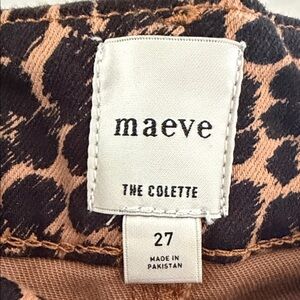 maeve
THE COLETTE
27
MADE IN
PAKISTAN